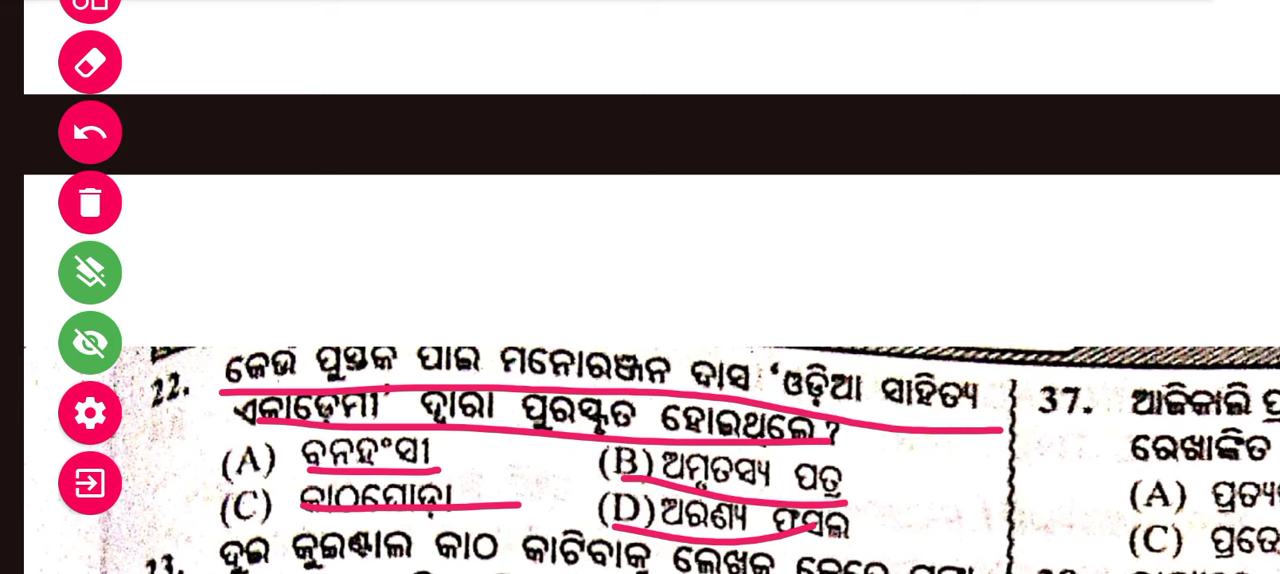 22. କେଉଁ ପୁସ୍ତକ ପାଇଁ ମନୋରଞ୍ଜନ ଦାସ 'ଓଡ଼ିଆ ସାହିତ୍ୟ
ଏକାଡ଼େମୀ' ଦ୍ବାରା ପୁରସ୍କୃତ ହୋଇଥିଲେ?
(A) ବନହଂସୀ (B) ଅମୃତସ୍ୟ ପୁତ୍ର
(C) କାଠଘୋଡ଼ା (D) ଅରଣ୍ୟ ଫସଲ
ଦୁଇ କୁଇଣ୍ଟାଲ କାଠ କାଟିବାକୁ ଲେଖକ
37. ଆଜିକାଲି
ରେଖାଙ୍କିତ
(A)
(C)